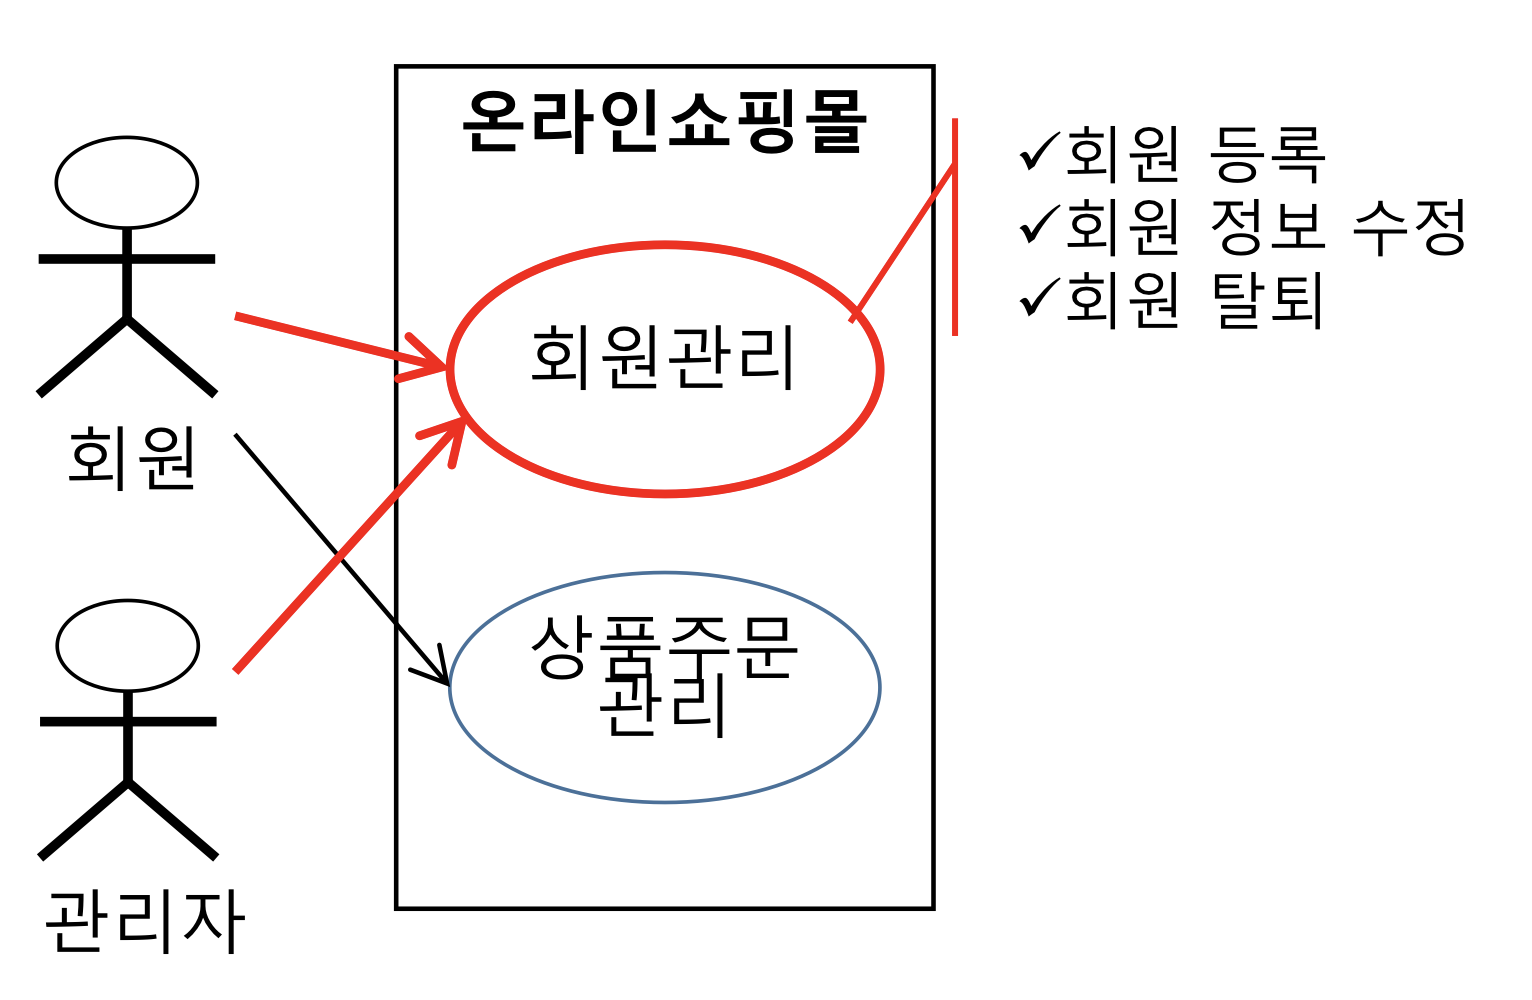 온라인쇼핑몰
✓회원 등록
✓회원 정보 수정
✓회원 탈퇴
회원관리
회원
상품주문
관리
관리자